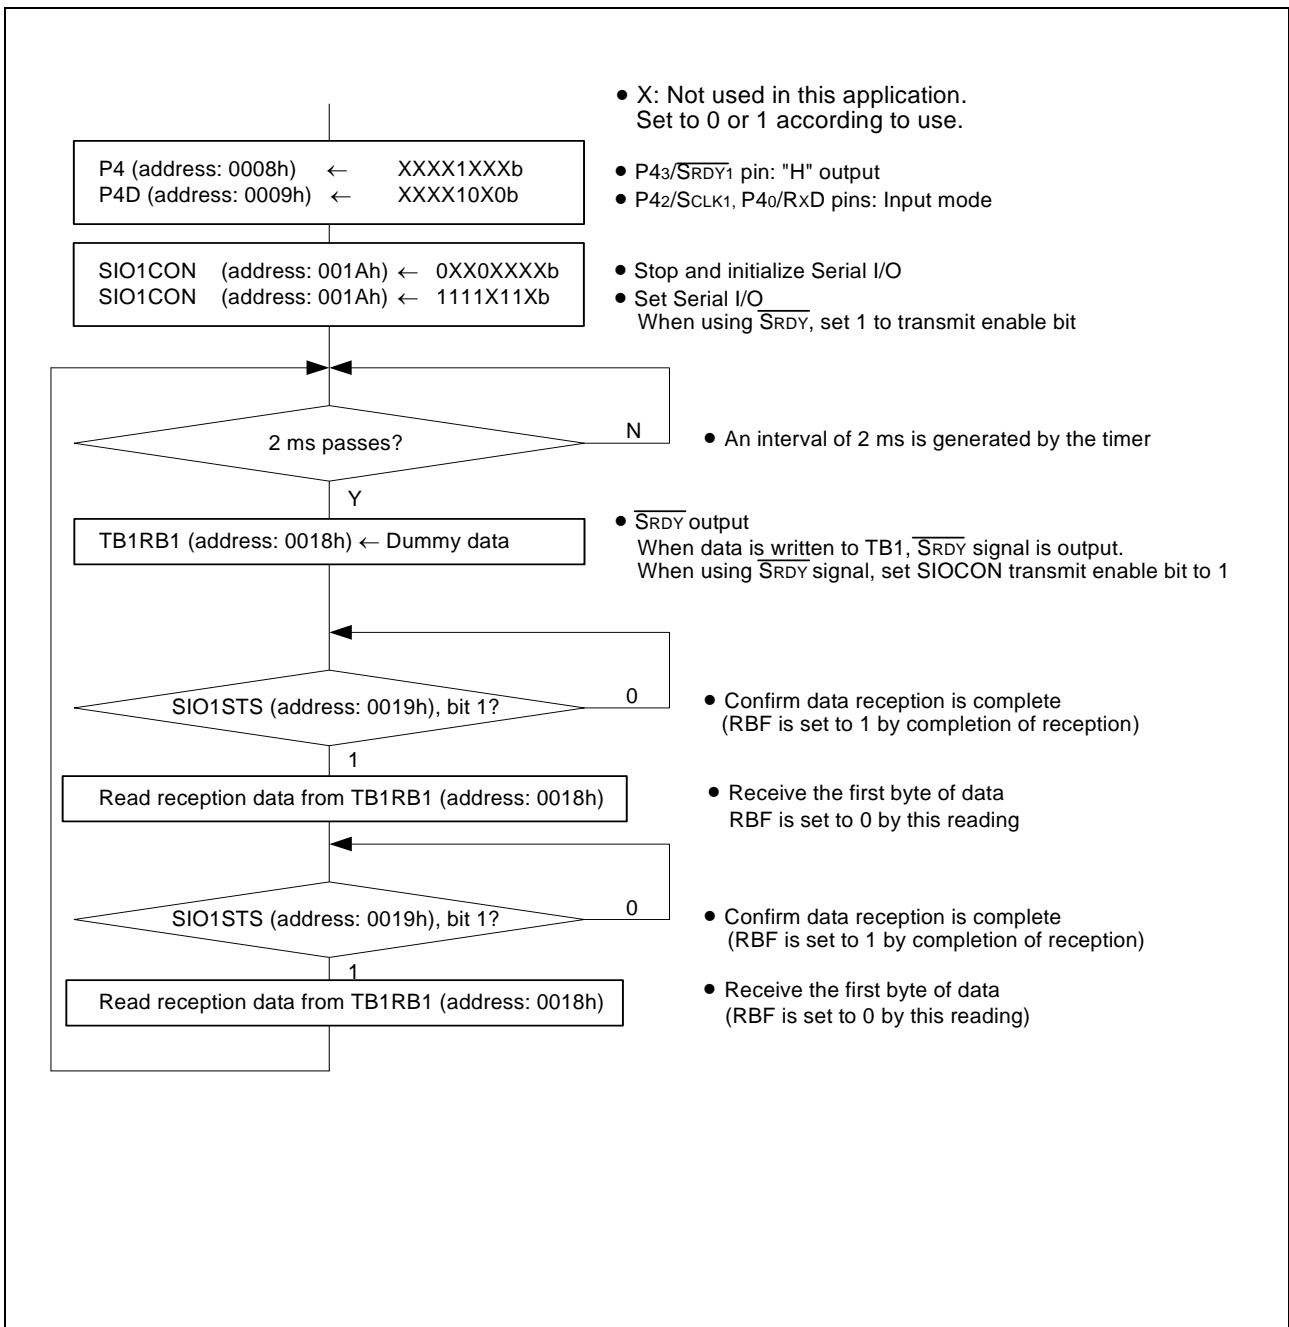 ● X: Not used in this application.
Set to 0 or 1 according to use.
P4 (address: 0008h) ← XXXX1XXXb
P4D (address: 0009h) ← XXXX10X0b
● P43/SRDY1 pin: "H" output
● P42/SCLK1, P40/RxD pins: Input mode
SIO1CON (address: 001Ah) ← 0XX0XXXXb
SIO1CON (address: 001Ah) ← 1111X11Xb
● Stop and initialize Serial I/O
● Set Serial I/O
When using SRDY, set 1 to transmit enable bit
2 ms passes?
N
● An interval of 2 ms is generated by the timer
Y
TB1RB1 (address: 0018h) ← Dummy data
● SRDY output
When data is written to TB1, SRDY signal is output.
When using SRDY signal, set SIOCON transmit enable bit to 1
SIO1STS (address: 0019h), bit 1?
0
● Confirm data reception is complete
(RBF is set to 1 by completion of reception)
1
Read reception data from TB1RB1 (address: 0018h)
● Receive the first byte of data
RBF is set to 0 by this reading
SIO1STS (address: 0019h), bit 1?
0
● Confirm data reception is complete
(RBF is set to 1 by completion of reception)
1
Read reception data from TB1RB1 (address: 0018h)
● Receive the first byte of data
(RBF is set to 0 by this reading)